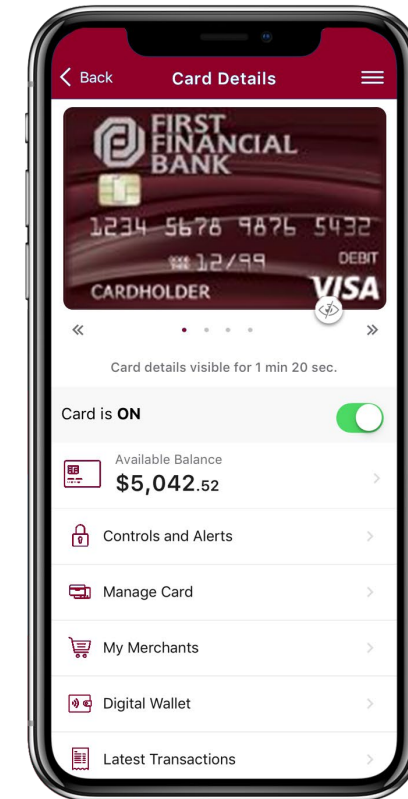 Back
Card Details
FIRST
FINANCIAL
BANK
1234 5678 9876 5432
12/99
DEBIT
CARDHOLDER
VISA
Card details visible for 1 min 20 sec.
Card is ON
Available Balance
$5,042.52
Controls and Alerts
Manage Card
My Merchants
Digital Wallet
Latest Transactions